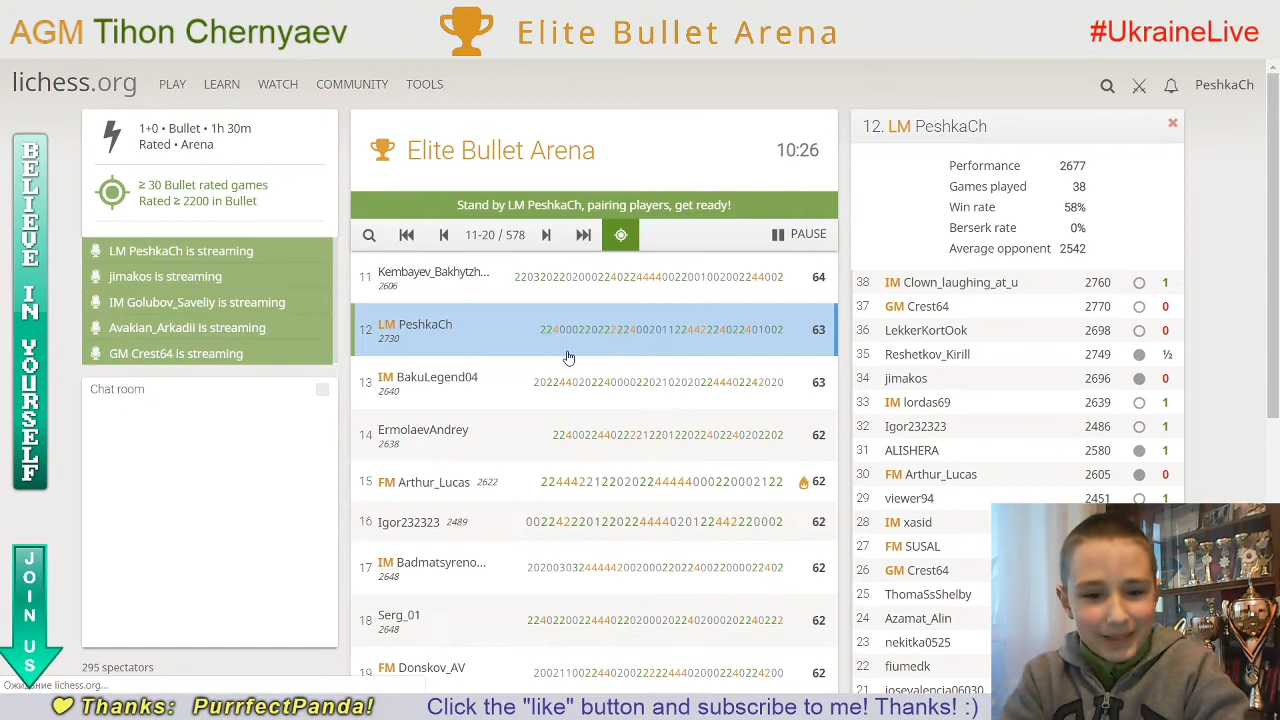 AGM Tihon Chernyaev
Elite Bullet Arena
#UkraineLive
lichess.org
PLAY LEARN WATCH COMMUNITY TOOLS
PeshkaCh
BELIEVE IN YOURSELF
JOIN US
1+0 • Bullet • 1h 30m
Rated • Arena
≥ 30 Bullet rated games
Rated ≥ 2200 in Bullet
LM PeshkaCh is streaming
jimakos is streaming
IM Golubov_Saveliy is streaming
Avakian_Arkadii is streaming
GM Crest64 is streaming
Chat room
295 spectators
Ожидание lichess.org...
Elite Bullet Arena 10:26
Stand by LM PeshkaCh, pairing players, get ready!
11-20 / 578 PAUSE
11 Kembayev_Bakhytzh... 64
2606
12 LM PeshkaCh 63
2730
13 IM BakuLegend04 63
2640
14 ErmolaevAndrey 62
2638
15 FM Arthur_Lucas 2622 62
16 Igor232323 2489 62
17 IM Badmatsyreno... 62
2648
18 Serg_01 62
2648
19 FM Donskov_AV 62
12. LM PeshkaCh
Performance 2677
Games played 38
Win rate 58%
Berserk rate 0%
Average opponent 2542
38 IM Clown_laughing_at_u 2760 1
37 GM Crest64 2770 0
36 LekkerKortOok 2698 0
35 Reshetkov_Kirill 2749 ½
34 jimakos 2696 0
33 IM lordas69 2639 1
32 Igor232323 2486 1
31 ALISHERA 2580 1
30 FM Arthur_Lucas 2605 0
29 viewer94 2451 1
28 IM xasid
27 FM SUSAL
26 GM Crest64
25 ThomaSsShelby
24 Azamat_Alin
23 nekitka0525
22 fiumedk
21 josevalencia06030
Thanks: PurrfectPanda!
Click the "like" button and subscribe to me! Thanks! :)